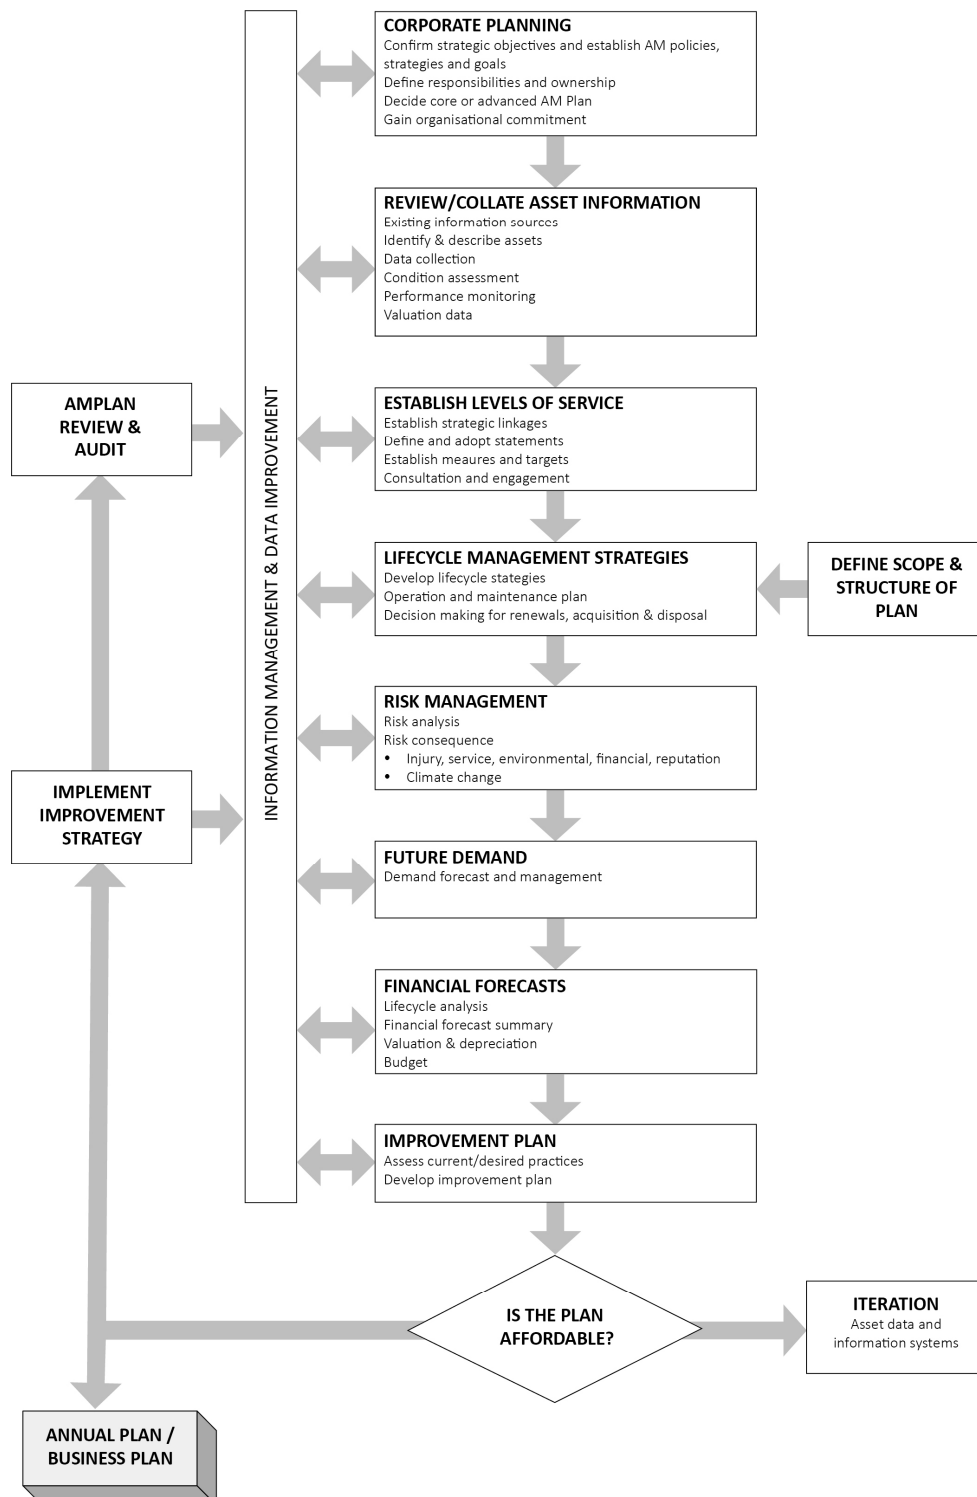 CORPORATE PLANNING
Confirm strategic objectives and establish AM policies,
strategies and goals
Define responsibilities and ownership
Decide core or advanced AM Plan
Gain organisational commitment
REVIEW/COLLATE ASSET INFORMATION
Existing information sources
Identify & describe assets
Data collection
Condition assessment
Performance monitoring
Valuation data
ESTABLISH LEVELS OF SERVICE
Establish strategic linkages
Define and adopt statements
Establish meaures and targets
Consultation and engagement
LIFECYCLE MANAGEMENT STRATEGIES
Develop lifecycle stategies
Operation and maintenance plan
Decision making for renewals, acquisition & disposal
DEFINE SCOPE &
STRUCTURE OF
PLAN
RISK MANAGEMENT
Risk analysis
Risk consequence
• Injury, service, environmental, financial, reputation
• Climate change
FUTURE DEMAND
Demand forecast and management
FINANCIAL FORECASTS
Lifecycle analysis
Financial forecast summary
Valuation & depreciation
Budget
IMPROVEMENT PLAN
Assess current/desired practices
Develop improvement plan
INFORMATION MANAGEMENT & DATA IMPROVEMENT
AMPLAN
REVIEW &
AUDIT
IMPLEMENT
IMPROVEMENT
STRATEGY
IS THE PLAN
AFFORDABLE?
ITERATION
Asset data and
information systems
ANNUAL PLAN /
BUSINESS PLAN